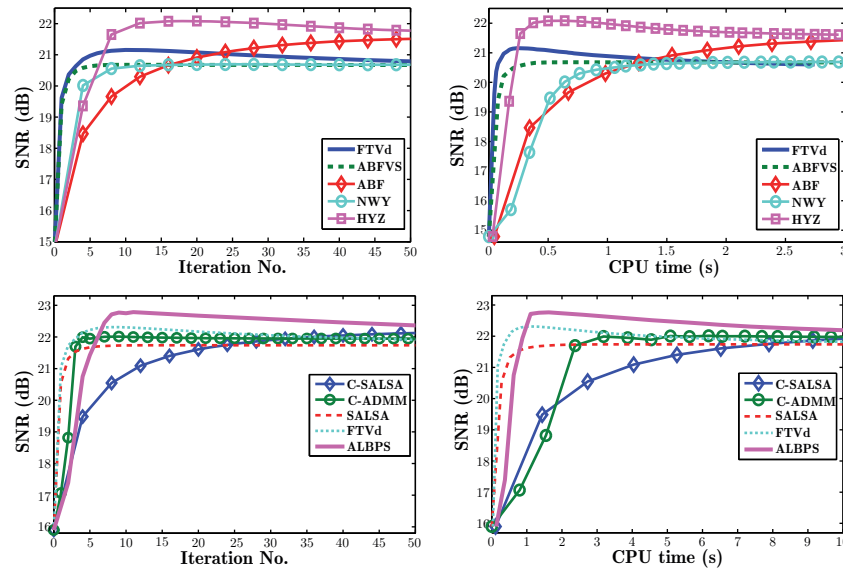 SNR (dB)
22
21
20
19
18
17
16
15
0
5
10
15
20
25
30
35
40
45
50
Iteration No.
FTVd
ABFVS
ABF
NWY
HYZ
SNR (dB)
22
21
20
19
18
17
16
15
0
0.5
1
1.5
2
2.5
3
CPU time (s)
FTVd
ABFVS
ABF
NWY
HYZ
SNR (dB)
23
22
21
20
19
18
17
16
0
5
10
15
20
25
30
35
40
45
50
Iteration No.
C-SALSA
C-ADMM
SALSA
FTVd
ALBPS
SNR (dB)
23
22
21
20
19
18
17
16
0
1
2
3
4
5
6
7
8
9
10
CPU time (s)
C-SALSA
C-ADMM
SALSA
FTVd
ALBPS